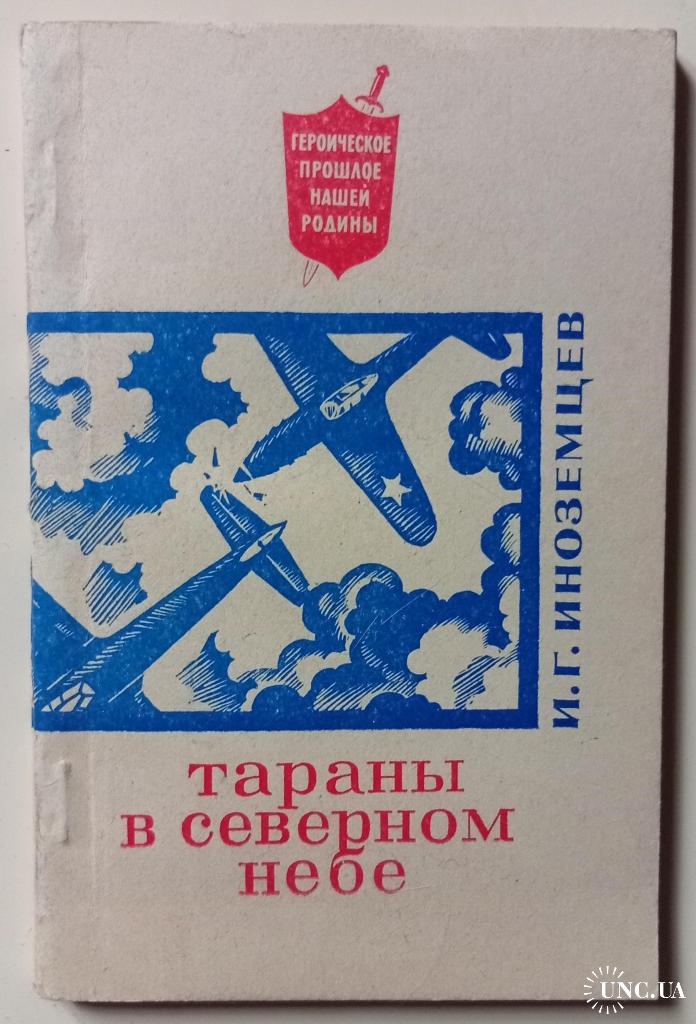 ГЕРОИЧЕСКОЕ
ПРОШЛОЕ
НАШЕЙ
РОДИНЫ
И. Г. ИНОЗЕМЦЕВ
тараны
в северном
небе
UNC.UA